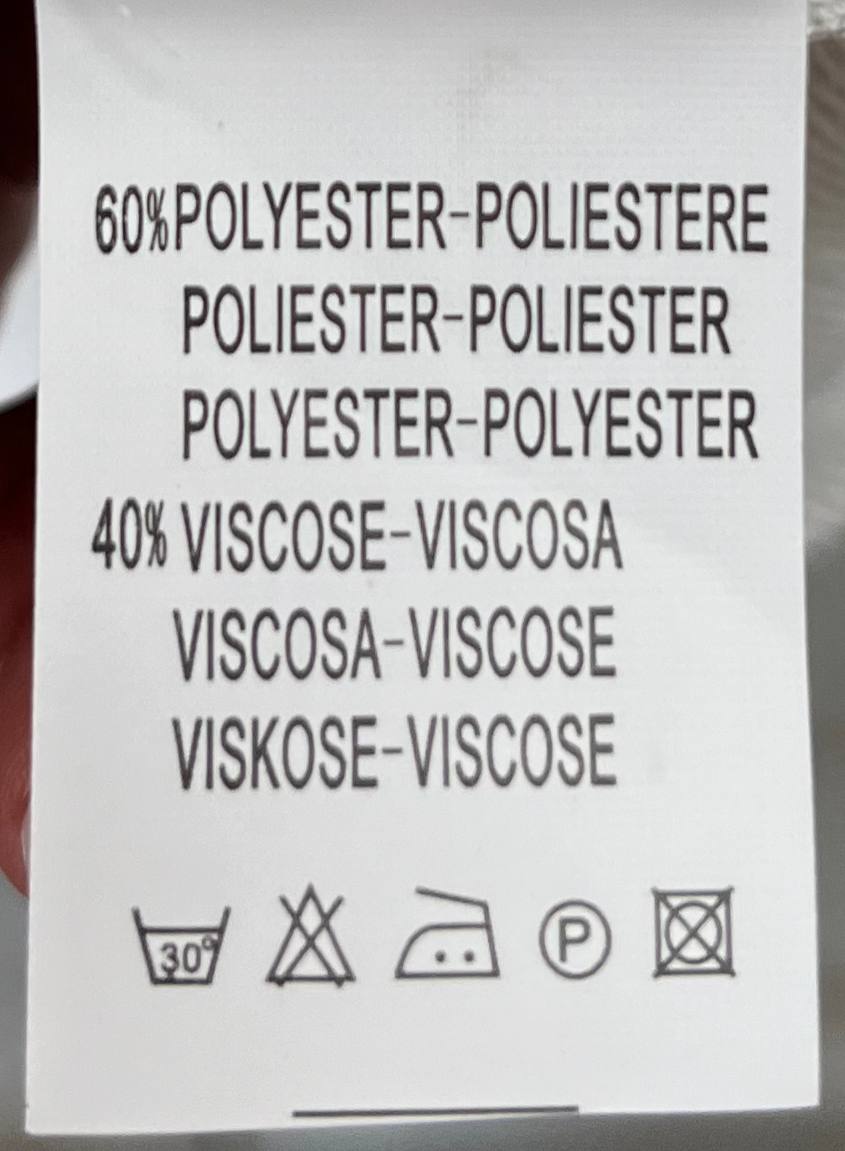 60% POLYESTER-POLIESTERE
POLIESTER-POLIESTER
POLYESTER-POLYESTER
40% VISCOSE-VISCOSA
VISCOSA-VISCOSE
VISKOSE-VISCOSE
30° P